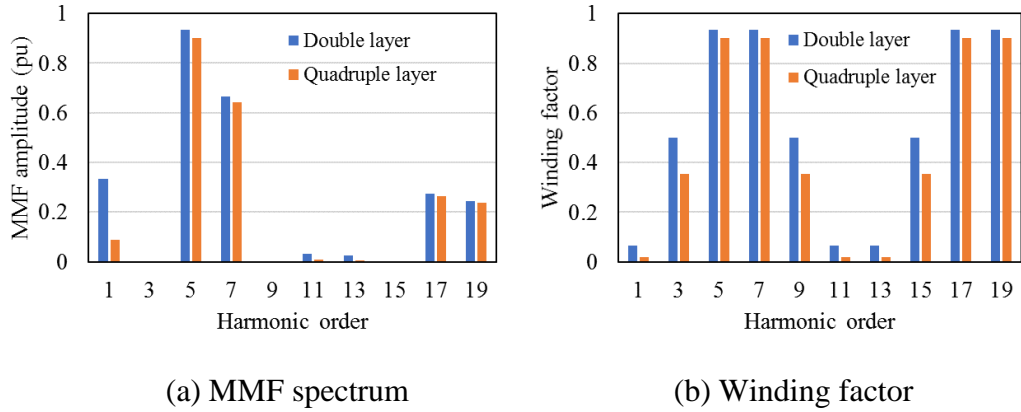 1
0.8
0.6
0.4
0.2
0
MMF amplitude (pu)
Double layer
Quadruple layer
1 3 5 7 9 11 13 15 17 19
Harmonic order
(a) MMF spectrum
1
0.8
0.6
0.4
0.2
0
Winding factor
Double layer
Quadruple layer
1 3 5 7 9 11 13 15 17 19
Harmonic order
(b) Winding factor